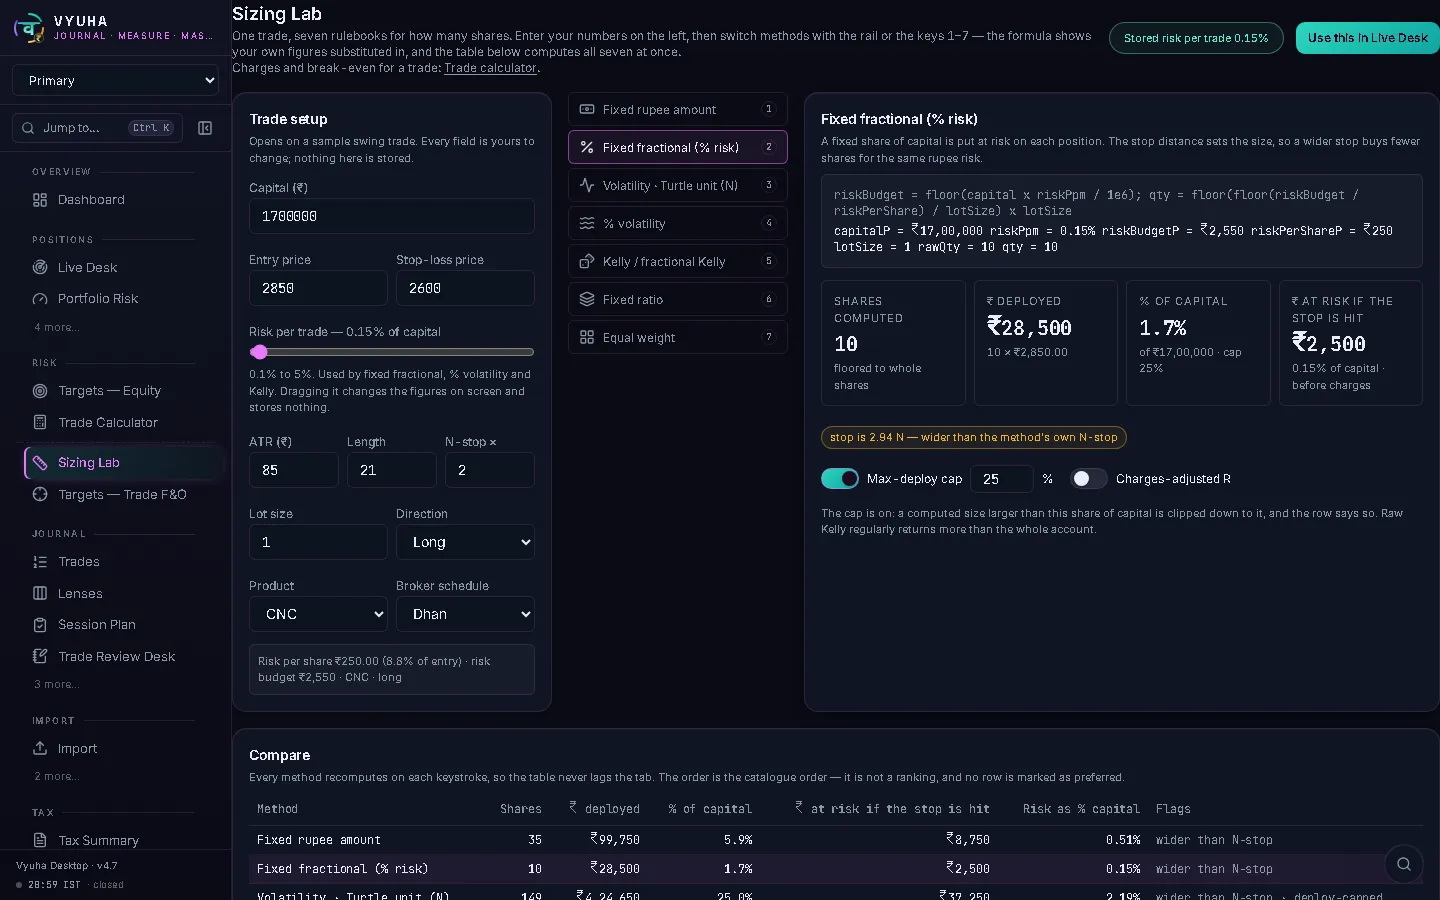 VYUHA
JOURNAL · MEASURE · MAS...
Primary
Jump to... Ctrl K
OVERVIEW
Dashboard
POSITIONS
Live Desk
Portfolio Risk
4 more...
RISK
Targets — Equity
Trade Calculator
Sizing Lab
Targets — Trade F&O
JOURNAL
Trades
Lenses
Session Plan
Trade Review Desk
3 more...
IMPORT
Import
2 more...
TAX
Tax Summary
Vyuha Desktop · v4.7
20:59 IST · closed
Sizing Lab
One trade, seven rulebooks for how many shares. Enter your numbers on the left, then switch methods with the rail or the keys 1–7 — the formula shows
your own figures substituted in, and the table below computes all seven at once.
Charges and break-even for a trade: Trade calculator.
Stored risk per trade 0.15%
Use this in Live Desk
Trade setup
Opens on a sample swing trade. Every field is yours to
change; nothing here is stored.
Capital (₹)
1700000
Entry price Stop-loss price
2850 2600
Risk per trade — 0.15% of capital
0.1% to 5%. Used by fixed fractional, % volatility and
Kelly. Dragging it changes the figures on screen and
stores nothing.
ATR (₹) Length N-stop ×
85 21 2
Lot size Direction
1 Long
Product Broker schedule
CNC Dhan
Risk per share ₹250.00 (8.8% of entry) · risk
budget ₹2,550 · CNC · long
Fixed rupee amount 1
Fixed fractional (% risk) 2
Volatility · Turtle unit (N) 3
% volatility 4
Kelly / fractional Kelly 5
Fixed ratio 6
Equal weight 7
Fixed fractional (% risk)
A fixed share of capital is put at risk on each position. The stop distance sets the size, so a wider stop buys fewer
shares for the same rupee risk.
riskBudget = floor(capital x riskPpm / 1e6); qty = floor(floor(riskBudget /
riskPerShare) / lotSize) x lotSize
capitalP = ₹17,00,000 riskPpm = 0.15% riskBudgetP = ₹2,550 riskPerShareP = ₹250
lotSize = 1 rawQty = 10 qty = 10
SHARES
COMPUTED
10
floored to whole
shares
₹ DEPLOYED
₹28,500
10 × ₹2,850.00
% OF CAPITAL
1.7%
of ₹17,00,000 · cap
25%
₹ AT RISK IF THE
STOP IS HIT
₹2,500
0.15% of capital ·
before charges
stop is 2.94 N — wider than the method's own N-stop
Max-deploy cap 25 % Charges-adjusted R
The cap is on: a computed size larger than this share of capital is clipped down to it, and the row says so. Raw
Kelly regularly returns more than the whole account.
Compare
Every method recomputes on each keystroke, so the table never lags the tab. The order is the catalogue order — it is not a ranking, and no row is marked as preferred.
Method Shares ₹ deployed % of capital ₹ at risk if the stop is hit Risk as % capital Flags
Fixed rupee amount 35 ₹99,750 5.9% ₹8,750 0.51% wider than N-stop
Fixed fractional (% risk) 10 ₹28,500 1.7% ₹2,500 0.15% wider than N-stop
Volatility · Turtle unit (N) 149 ₹4,24,650 25.0% ₹37,250 2.19% wider than N-stop · deploy-capped